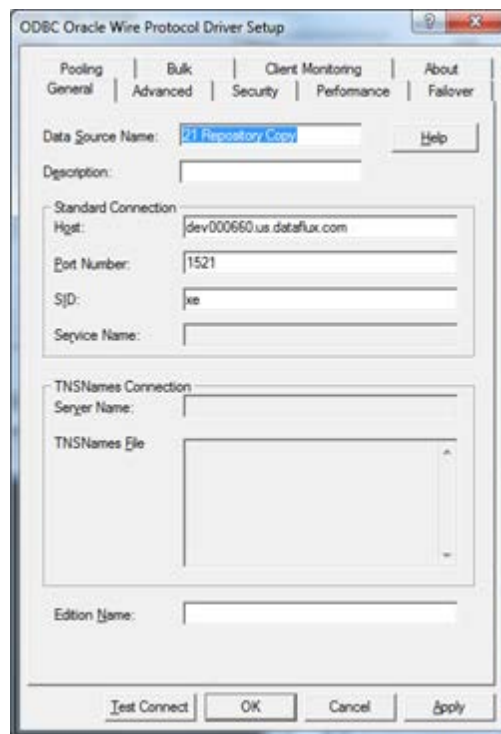 ODBC Oracle Wire Protocol Driver Setup
Pooling Bulk Client Monitoring About
General Advanced Security Performance Failover
Data Source Name: 21 Repository Copy Help
Description:
Standard Connection
Host: dev000660.us.dataflux.com
Port Number: 1521
SID: xe
Service Name:
TNSNames Connection
Server Name:
TNSNames File
Edition Name:
Test Connect OK Cancel Apply